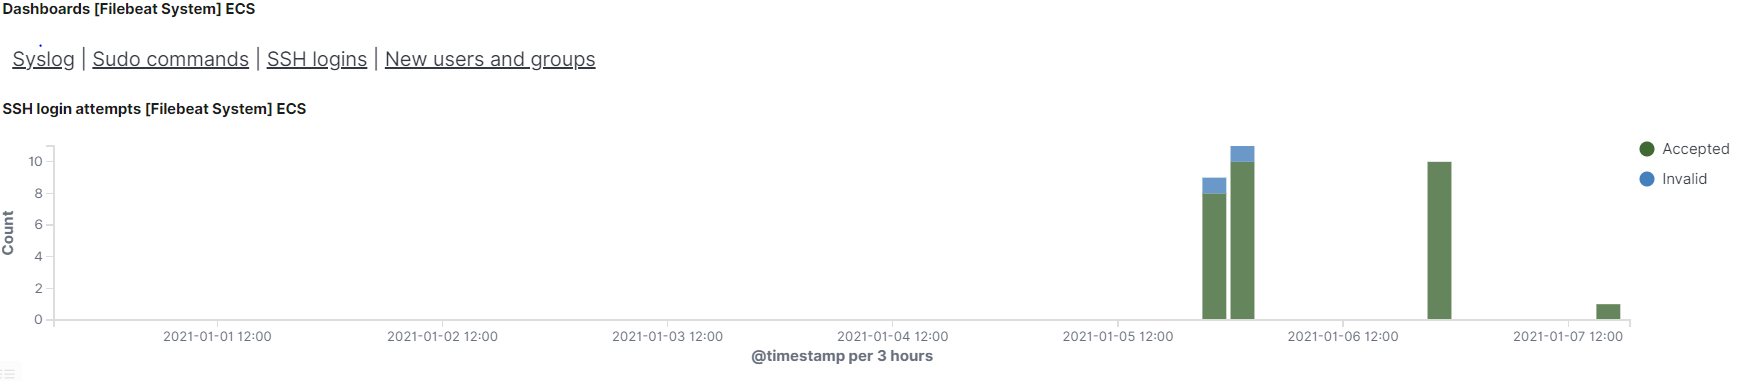 Dashboards [Filebeat System] ECS
Syslog | Sudo commands | SSH logins | New users and groups
SSH login attempts [Filebeat System] ECS
Accepted
Invalid
Count
10
8
6
4
2
0
2021-01-01 12:00 2021-01-02 12:00 2021-01-03 12:00 2021-01-04 12:00 2021-01-05 12:00 2021-01-06 12:00 2021-01-07 12:00
@timestamp per 3 hours